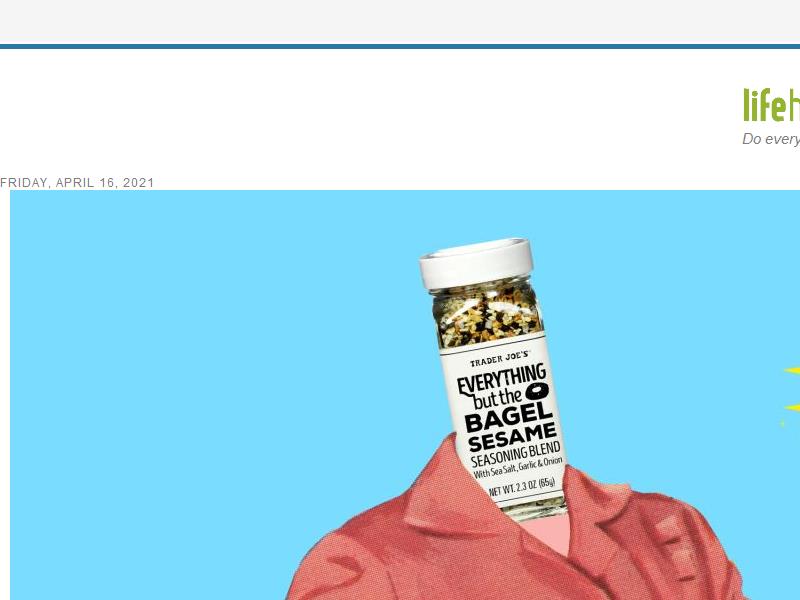 life
Do every
FRIDAY, APRIL 16, 2021
TRADER JOE'S
EVERYTHING
but the
BAGEL
SESAME
SEASONING BLEND
With Sea Salt, Garlic & Onion
NET WT. 2.3 OZ (65g)